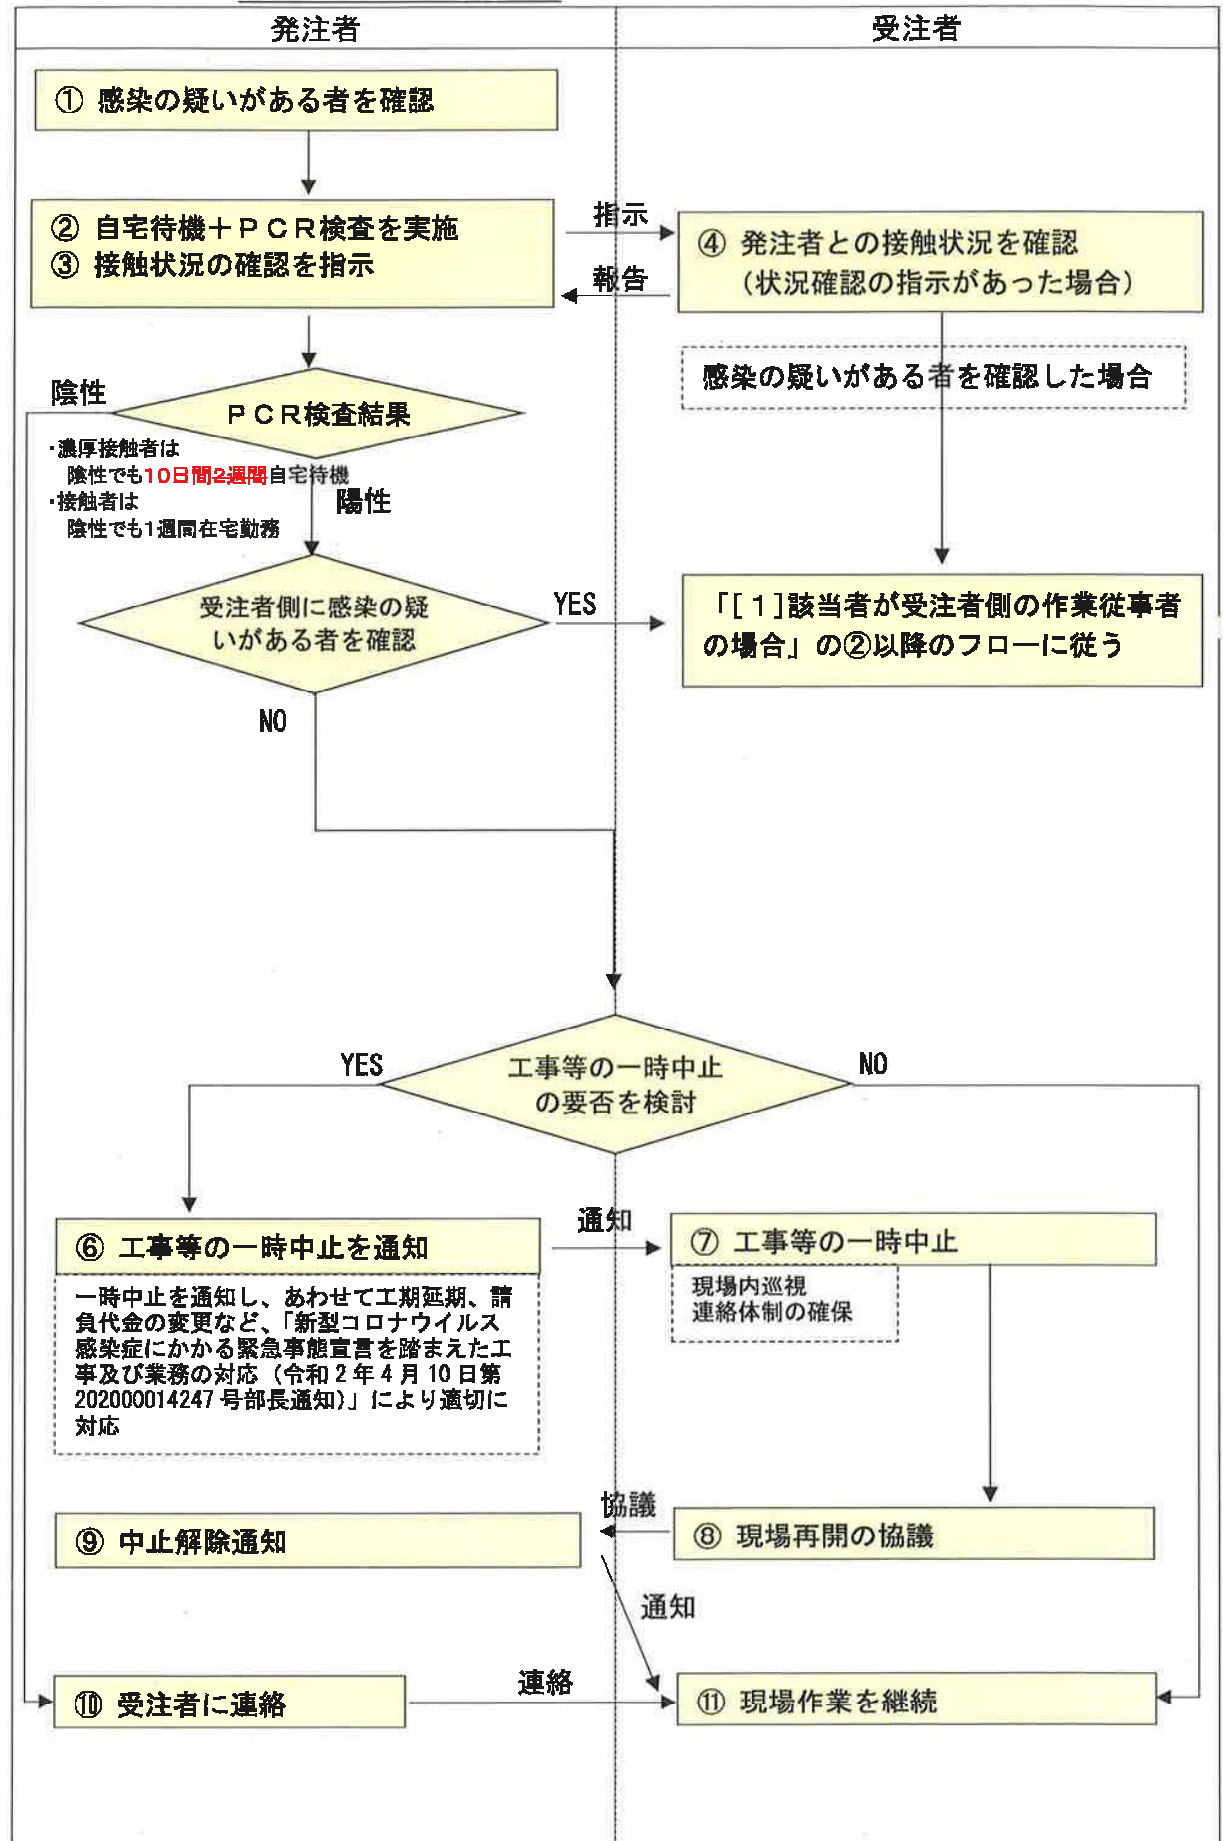 発注者
受注者
① 感染の疑いがある者を確認
② 自宅待機＋ＰＣＲ検査を実施
③ 接触状況の確認を指示
指示
報告
④ 発注者との接触状況を確認
（状況確認の指示があった場合）
感染の疑いがある者を確認した場合
陰性
ＰＣＲ検査結果
・濃厚接触者は
陰性でも10日間2週間自宅待機
・接触者は
陰性でも1週間在宅勤務
陽性
受注者側に感染の疑
いがある者を確認
YES
「[１]該当者が受注者側の作業従事者
の場合」の②以降のフローに従う
NO
YES
工事等の一時中止
の要否を検討
NO
⑥ 工事等の一時中止を通知
通知
⑦ 工事等の一時中止
一時中止を通知し、あわせて工期延期、請
負代金の変更など、「新型コロナウイルス
感染症にかかる緊急事態宣言を踏まえた工
事及び業務の対応（令和２年４月10日第
202000014247号部長通知）」により適切に
対応
現場内巡視
連絡体制の確保
協議
⑨ 中止解除通知
⑧ 現場再開の協議
通知
⑩ 受注者に連絡
連絡
⑪ 現場作業を継続